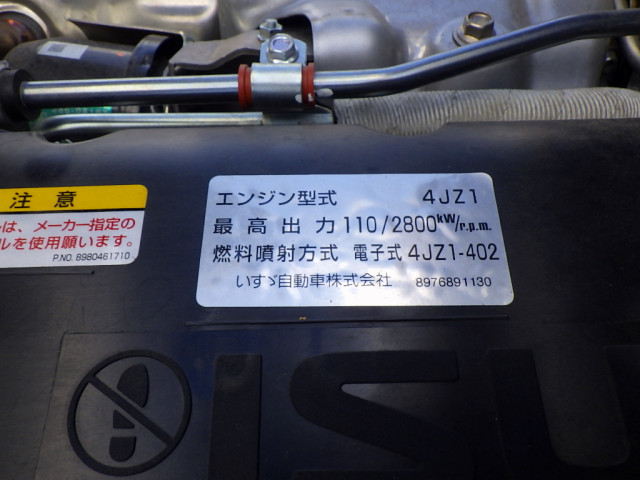 注意
は、メーカー指定の
ルを使用願います。
P.NO. 8980461710
エンジン型式 4JZ1
最高出力 110/2800kW/r.p.m.
燃料噴射方式 電子式 4JZ1-402
いすゞ自動車株式会社 8976891130
ISU